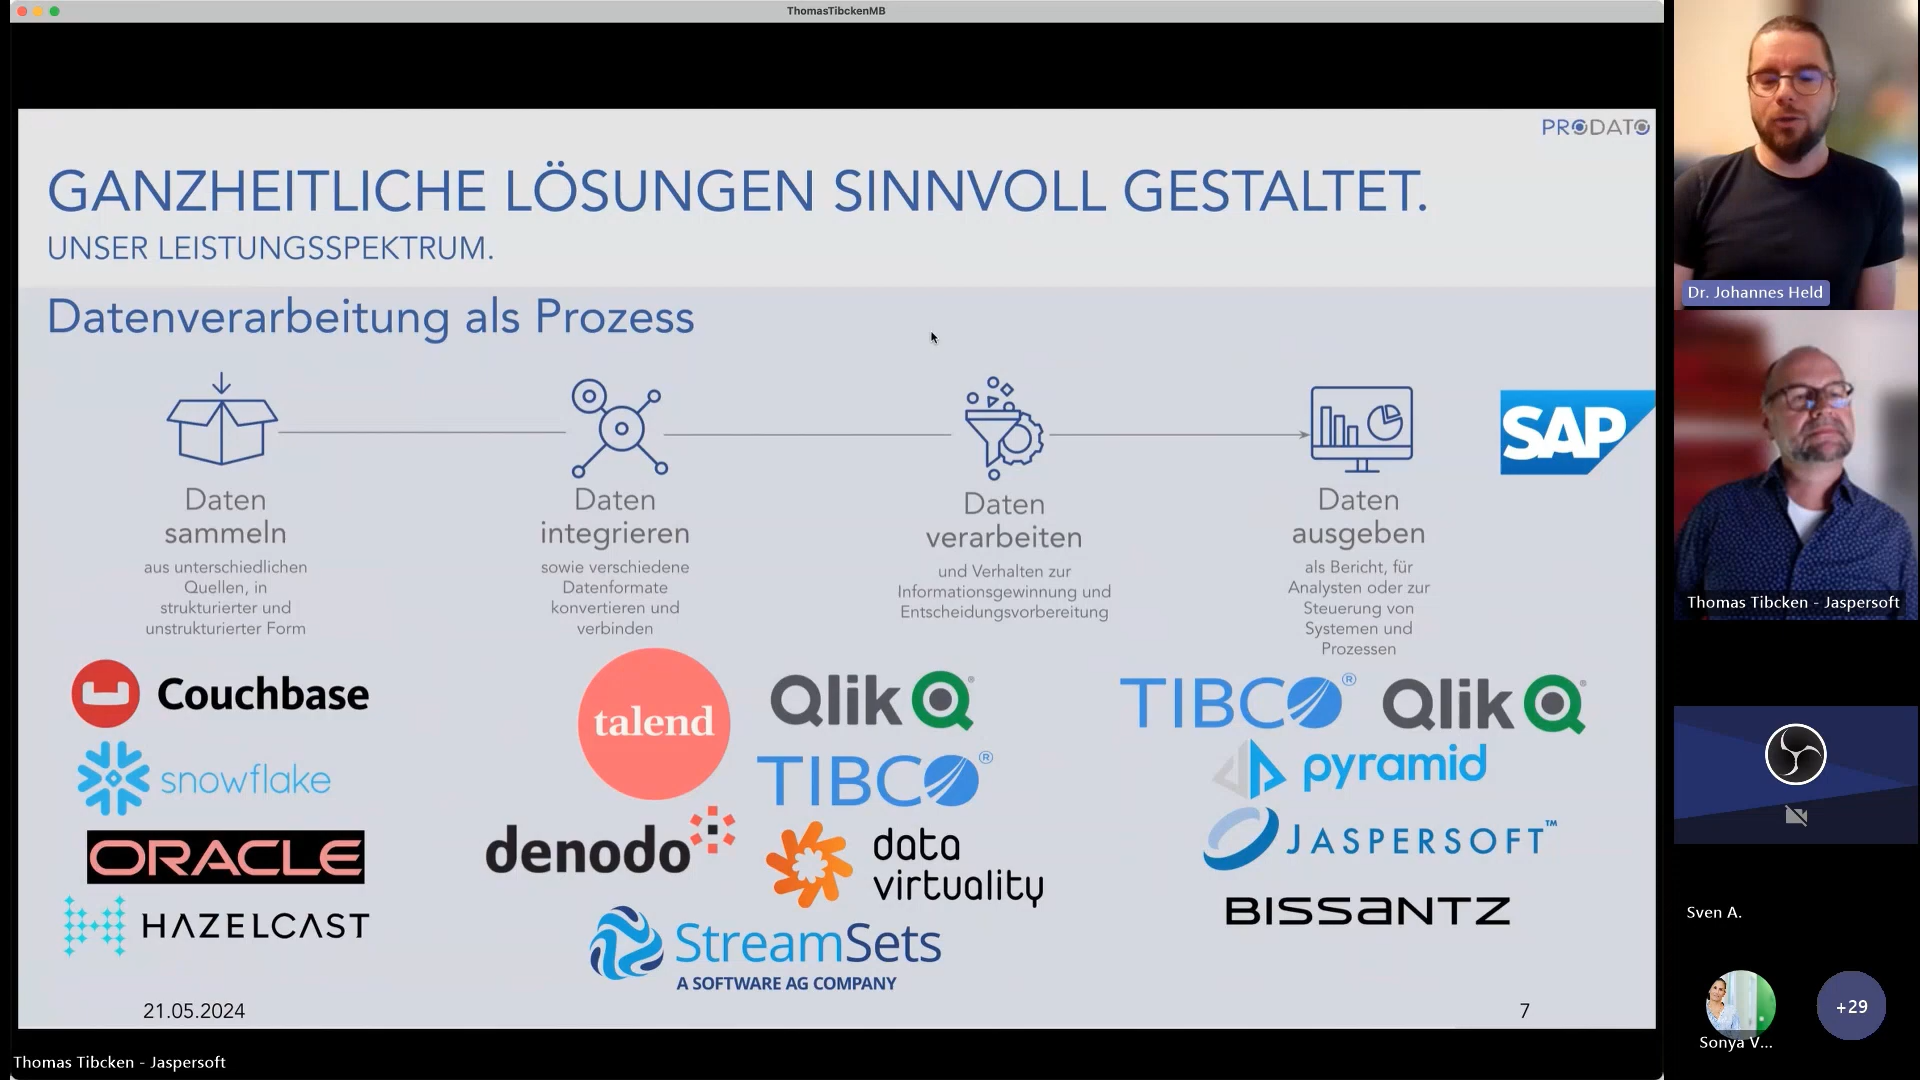 ThomasTibckenMB
PRODATO
GANZHEITLICHE LÖSUNGEN SINNVOLL GESTALTET.
UNSER LEISTUNGSSPEKTRUM.
Datenverarbeitung als Prozess
Daten
sammeln
aus unterschiedlichen
Quellen, in
strukturierter und
unstrukturierter Form
Daten
integrieren
sowie verschiedene
Datenformate
konvertieren und
verbinden
Daten
verarbeiten
und Verhalten zur
Informationsgewinnung und
Entscheidungsvorbereitung
Daten
ausgeben
als Bericht, für
Analysten oder zur
Steuerung von
Systemen und
Prozessen
SAP
Couchbase
snowflake
ORACLE
HAZELCAST
talend
Qlik
TIBCO®
denodo
data
virtuality
StreamSets
A SOFTWARE AG COMPANY
TIBCO®
Qlik
pyramid
JASPERSOFT™
BISSANTZ
21.05.2024
7
Thomas Tibcken - Jaspersoft
Dr. Johannes Held
Thomas Tibcken - Jaspersoft
Sven A.
Sonya V...
+29